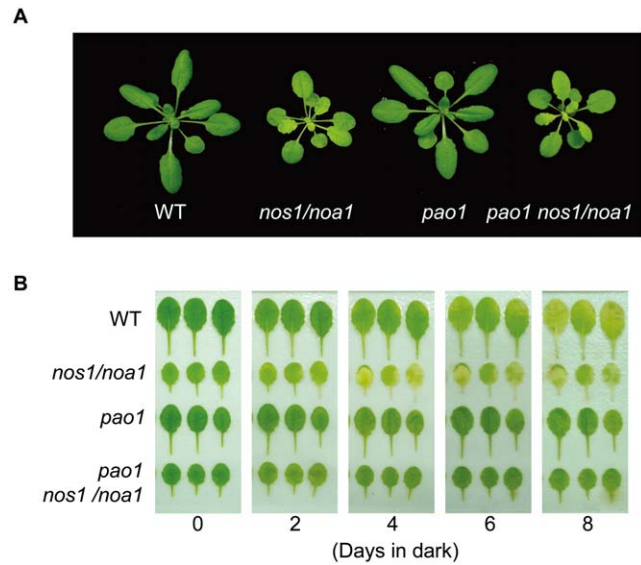 A
WT nos1/noa1 pao1 pao1 nos1/noa1
B
WT
nos1/noa1
pao1
pao1
nos1 /noa1
0 2 4 6 8
(Days in dark)